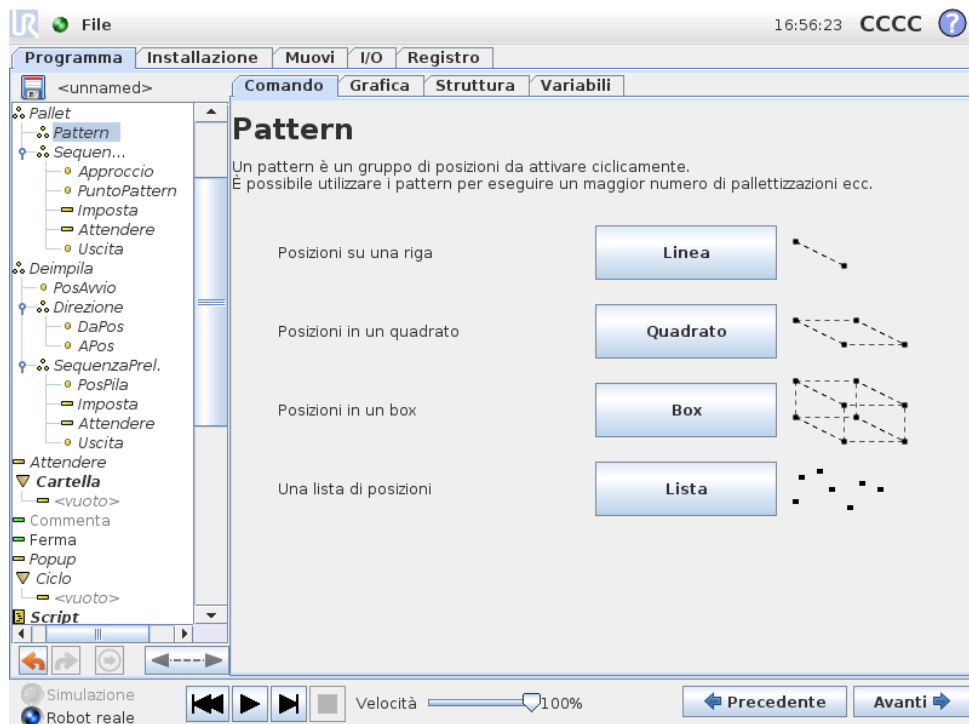 UR File 16:56:23 CCCC ?
Programma Installazione Muovi I/O Registro
<unnamed>
Comando Grafica Struttura Variabili
Pallet
Pattern
Sequen...
Approccio
PuntoPattern
Imposta
Attendere
Uscita
Deimpila
PosAvvio
Direzione
DaPos
APos
SequenzaPrel.
PosPila
Imposta
Attendere
Uscita
Attendere
Cartella
<vuoto>
Commenta
Ferma
Popup
Ciclo
<vuoto>
Script
Pattern
Un pattern è un gruppo di posizioni da attivare ciclicamente.
È possibile utilizzare i pattern per eseguire un maggior numero di pallettizzazioni ecc.
Posizioni su una riga Linea
Posizioni in un quadrato Quadrato
Posizioni in un box Box
Una lista di posizioni Lista
Simulazione
Robot reale
Velocità 100%
Precedente Avanti